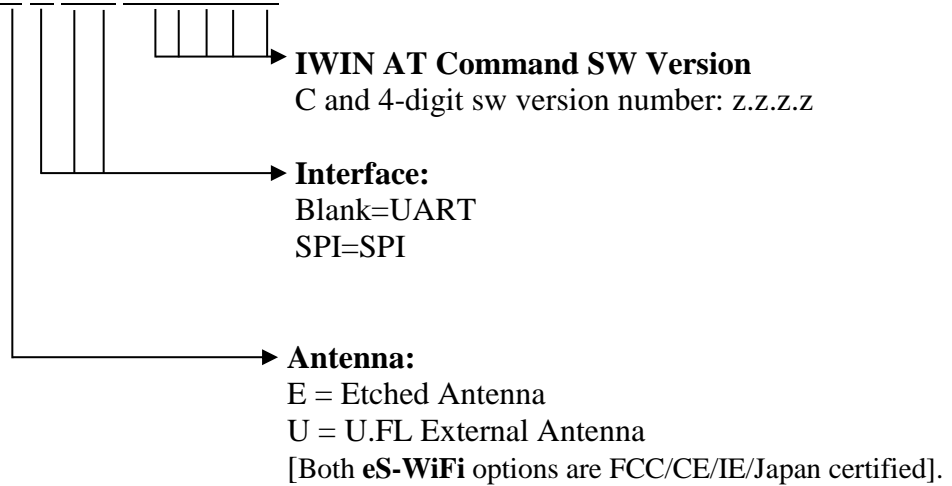 IWIN AT Command SW Version
C and 4-digit sw version number: z.z.z.z
Interface:
Blank=UART
SPI=SPI
Antenna:
E = Etched Antenna
U = U.FL External Antenna
[Both eS-WiFi options are FCC/CE/IE/Japan certified].